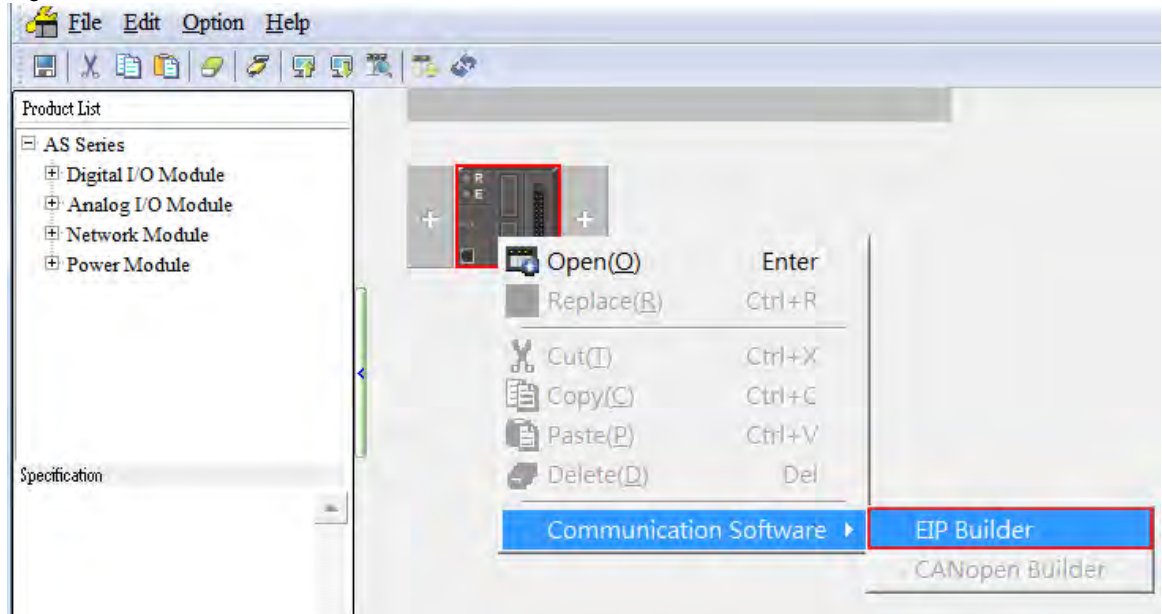 File Edit Option Help
Product List
AS Series
Digital I/O Module
Analog I/O Module
Network Module
Power Module
Specification
R
E
+ +
Open(O) Enter
Replace(R) Ctrl+R
Cut(T) Ctrl+X
Copy(C) Ctrl+C
Paste(P) Ctrl+V
Delete(D) Del
Communication Software
EIP Builder
CANopen Builder